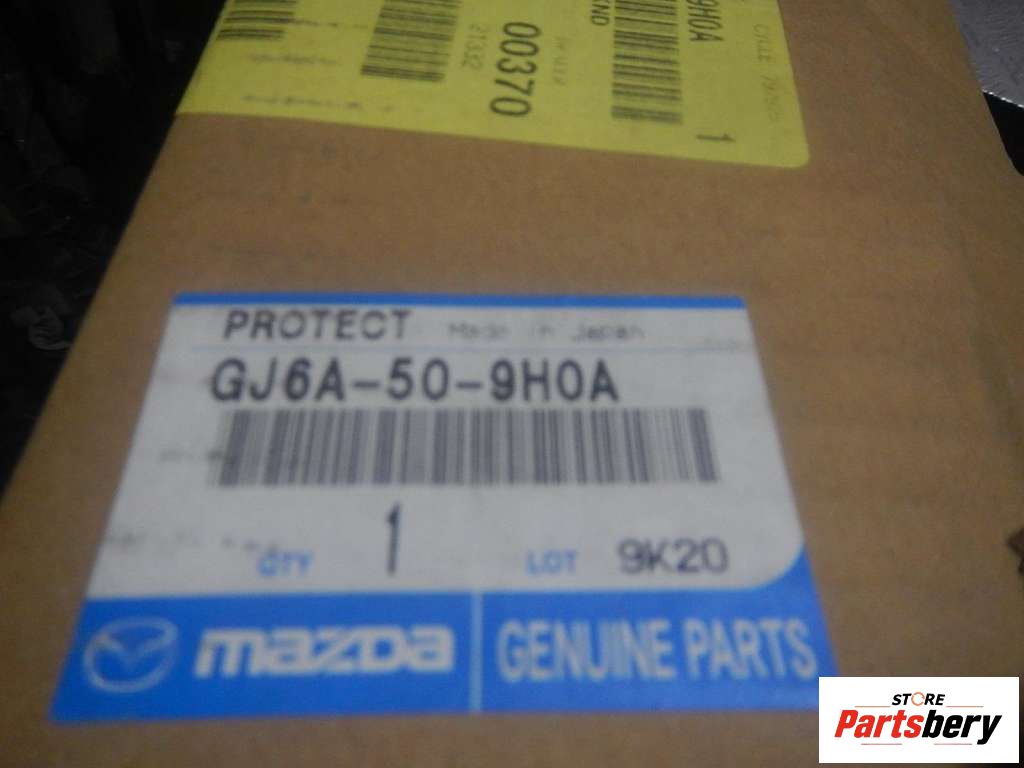 9H0A
1
00370
27332
PROTECT Made in Japan
GJ6A-50-9H0A
QTY 1 LOT 9K20
mazda GENUINE PARTS
STORE
Partsbery